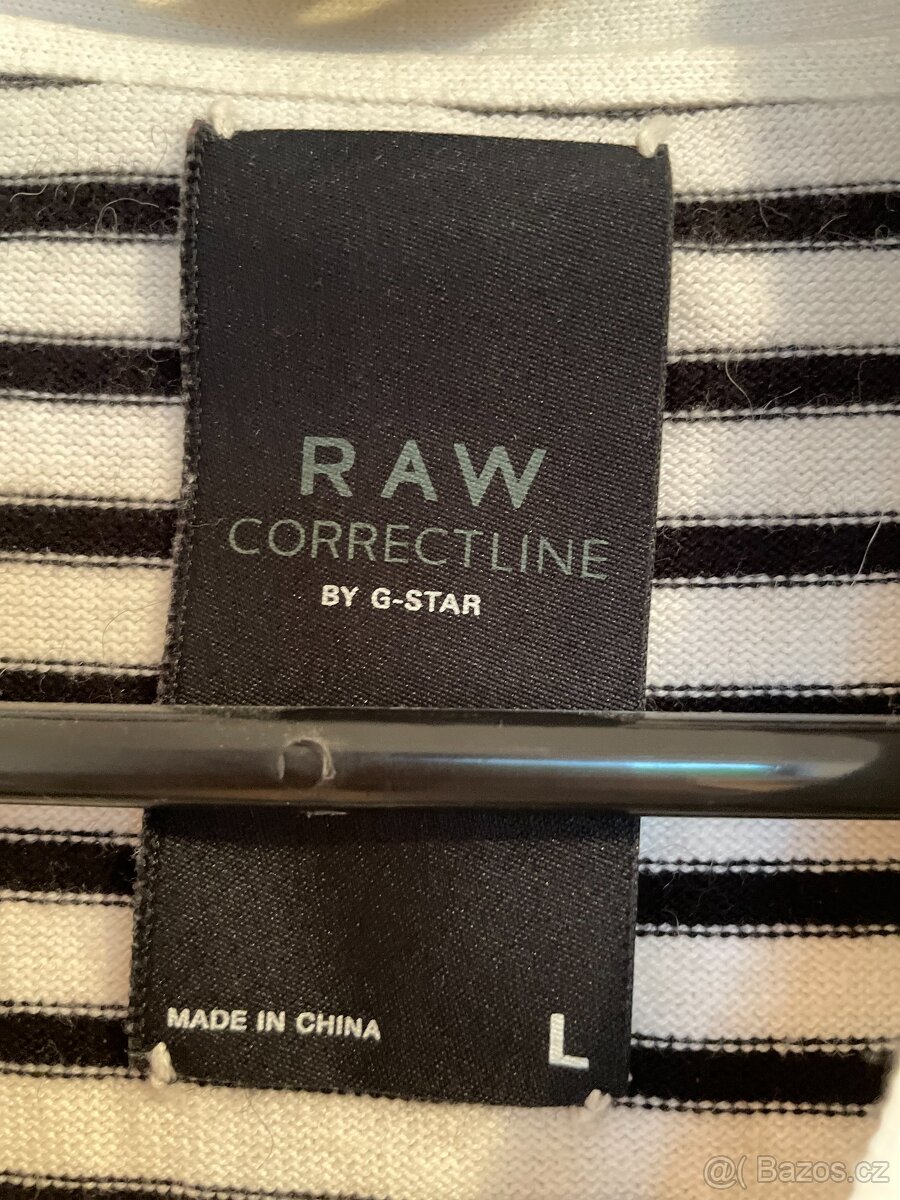 RAW
CORRECTLINE
BY G-STAR
MADE IN CHINA
L
@ Bazos.cz